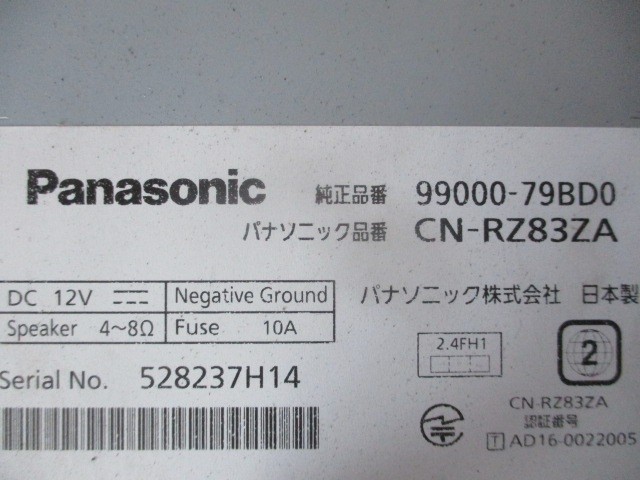 Panasonic 純正品番 99000-79BD0
パナソニック品番 CN-RZ83ZA
DC 12V Negative Ground パナソニック株式会社 日本製
Speaker 4~8Ω Fuse 10A
2.4FH1
2
Serial No. 528237H14
CN-RZ83ZA
認証番号
T AD16-0022005